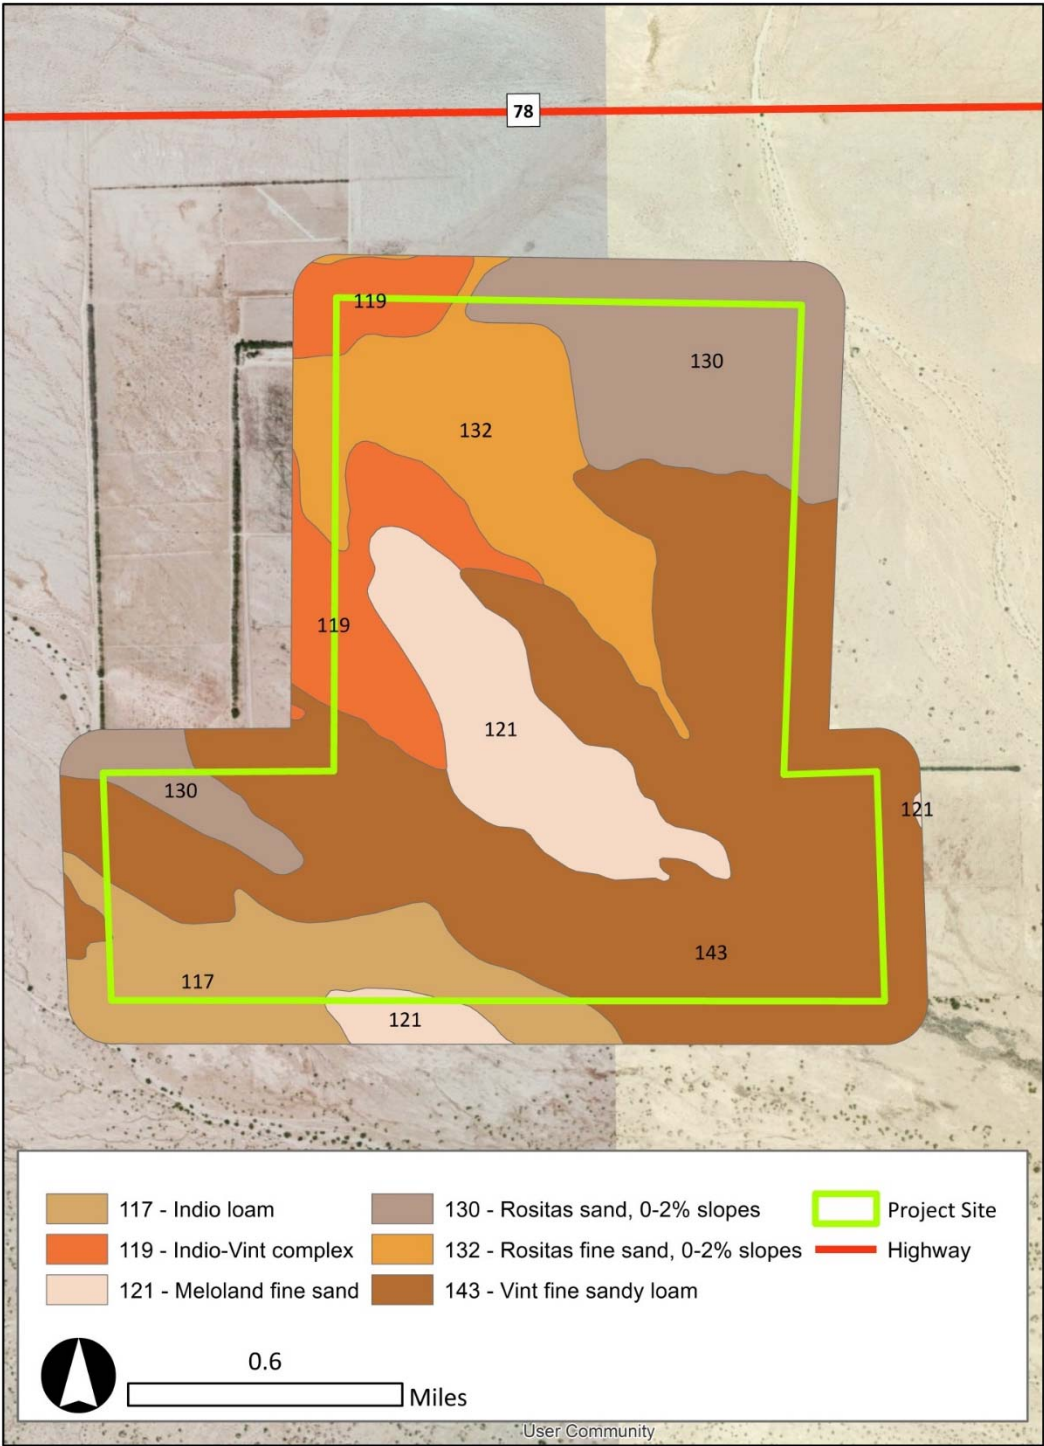 78
119
130
132
119
121
130
121
143
117
121
117 - Indio loam
119 - Indio-Vint complex
121 - Meloland fine sand
130 - Rositas sand, 0-2% slopes
132 - Rositas fine sand, 0-2% slopes
143 - Vint fine sandy loam
Project Site
Highway
0.6
Miles
User Community